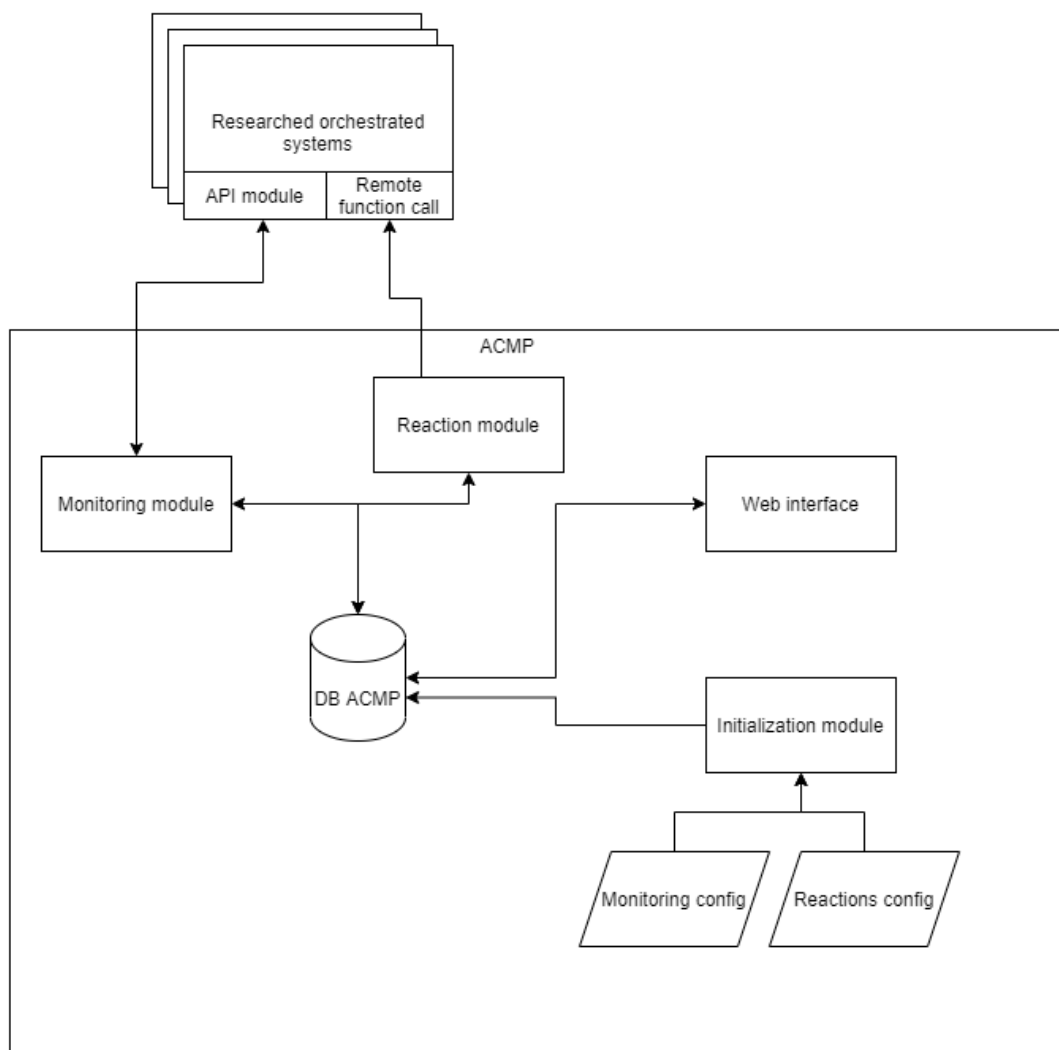 Researched orchestrated
systems
API module
Remote
function call
ACMP
Reaction module
Monitoring module
Web interface
DB ACMP
Initialization module
Monitoring config
Reactions config